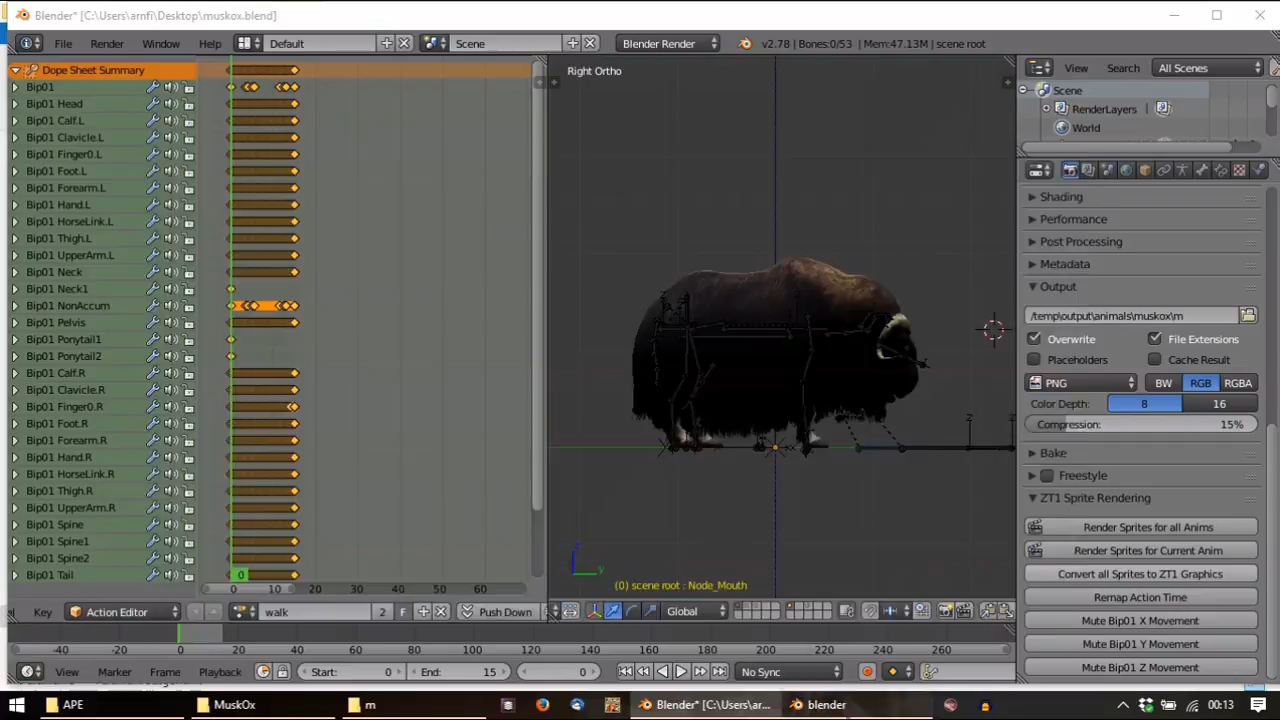 Blender* [C:\Users\arnfi\Desktop\muskox.blend]
File Render Window Help Default Scene Blender Render v2.78 | Bones:0/53 | Mem:47.13M | scene root
Dope Sheet Summary
Bip01
Bip01 Head
Bip01 Calf.L
Bip01 Clavicle.L
Bip01 Finger0.L
Bip01 Foot.L
Bip01 Forearm.L
Bip01 Hand.L
Bip01 HorseLink.L
Bip01 Thigh.L
Bip01 UpperArm.L
Bip01 Neck
Bip01 Neck1
Bip01 NonAccum
Bip01 Pelvis
Bip01 Ponytail1
Bip01 Ponytail2
Bip01 Calf.R
Bip01 Clavicle.R
Bip01 Finger0.R
Bip01 Foot.R
Bip01 Forearm.R
Bip01 Hand.R
Bip01 HorseLink.R
Bip01 Thigh.R
Bip01 UpperArm.R
Bip01 Spine
Bip01 Spine1
Bip01 Spine2
Bip01 Tail
0
0 10 20 30 40 50 60
Key Action Editor walk 2 F Push Down
Right Ortho
z z
z
y
(0) scene root : Node_Mouth
Global
View Search All Scenes
Scene
RenderLayers
World
Shading
Performance
Post Processing
Metadata
Output
/temp\output\animals\muskox\m
Overwrite File Extensions
Placeholders Cache Result
PNG BW RGB RGBA
Color Depth: 8 16
Compression: 15%
Bake
Freestyle
ZT1 Sprite Rendering
Render Sprites for all Anims
Render Sprites for Current Anim
Convert all Sprites to ZT1 Graphics
Remap Action Time
Mute Bip01 X Movement
Mute Bip01 Y Movement
Mute Bip01 Z Movement
-40 -20 0 20 40 60 80 100 120 140 160 180 200 220 240 260
View Marker Frame Playback Start: 0 End: 15 0 No Sync
APE MuskOx m Blender* [C:\Users\arnfi\D... blender 00:13